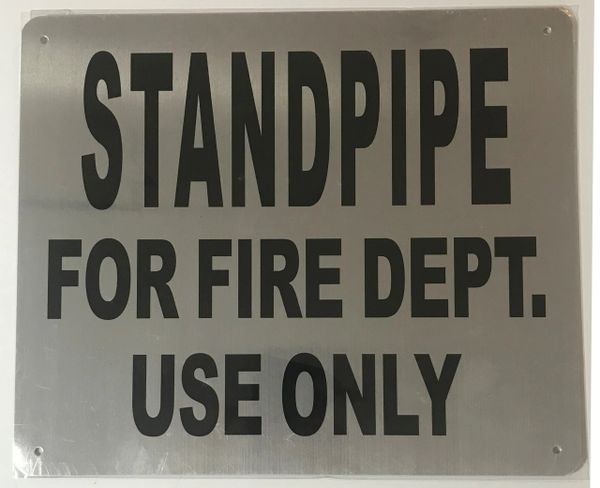 STANDPIPE
FOR FIRE DEPT.
USE ONLY